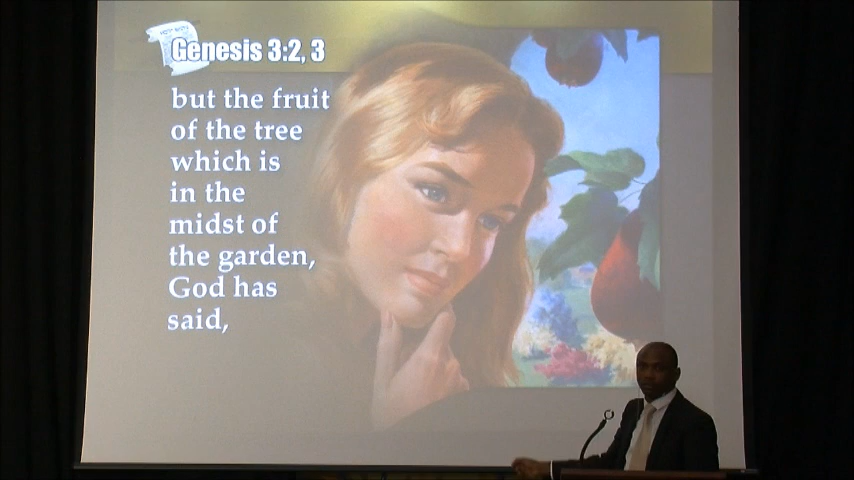 Genesis 3:2, 3
but the fruit
of the tree
which is
in the
midst of
the garden,
God has
said,